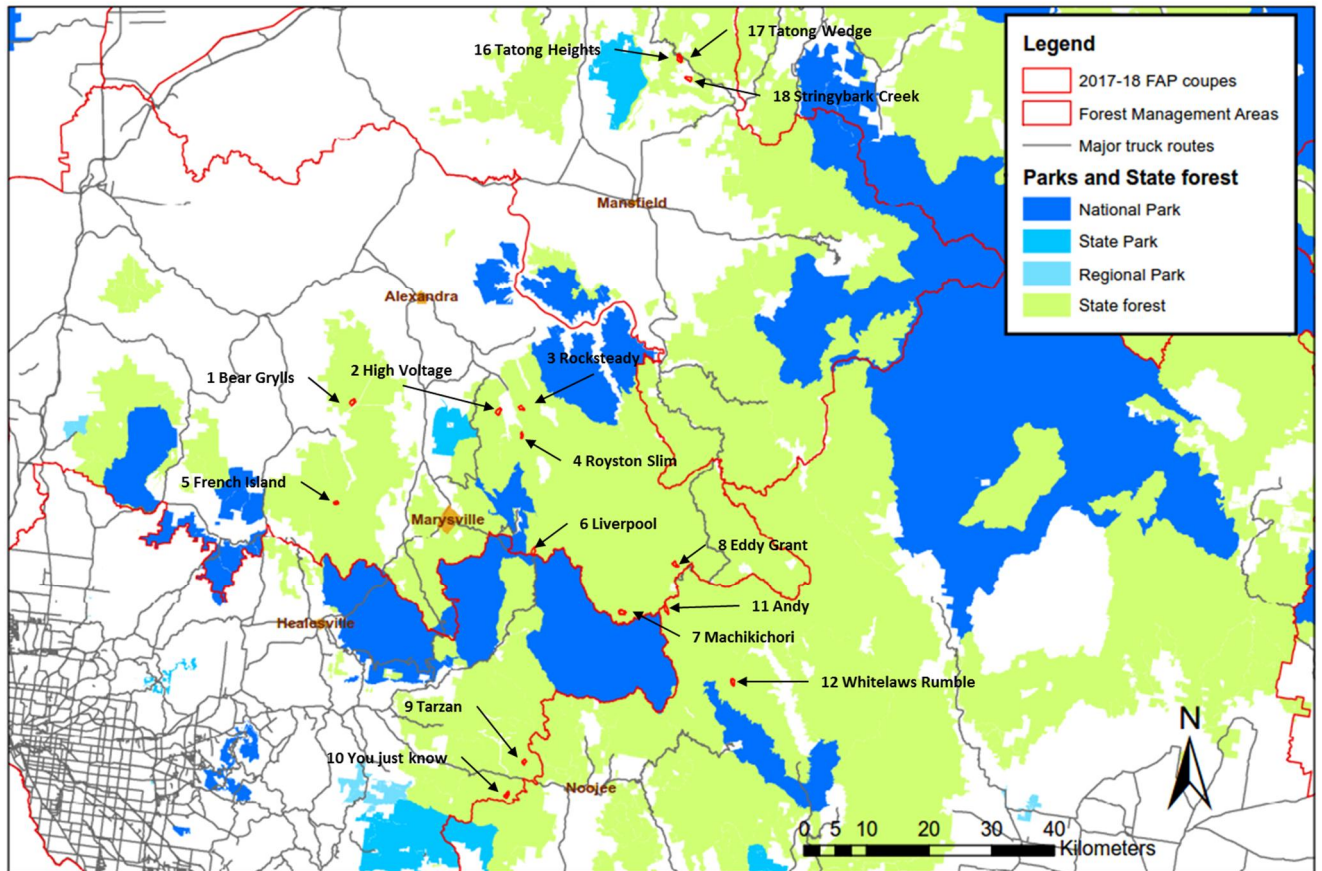 17 Tatong Wedge
16 Tatong Heights
18 Stringybark Creek
Mansfield
Alexandra
3 Rocksteady
2 High Voltage
1 Bear Grylls
4 Royston Slim
5 French Island
Marysville
6 Liverpool
8 Eddy Grant
11 Andy
Healesville
7 Machikichori
12 Whitelaws Rumble
9 Tarzan
10 You just know
Noojee
Legend
2017-18 FAP coupes
Forest Management Areas
Major truck routes
Parks and State forest
National Park
State Park
Regional Park
State forest
N
0 5 10 20 30 40
Kilometers